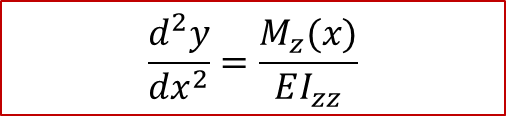 d²y/dx² = M_z(x)/EI_zz